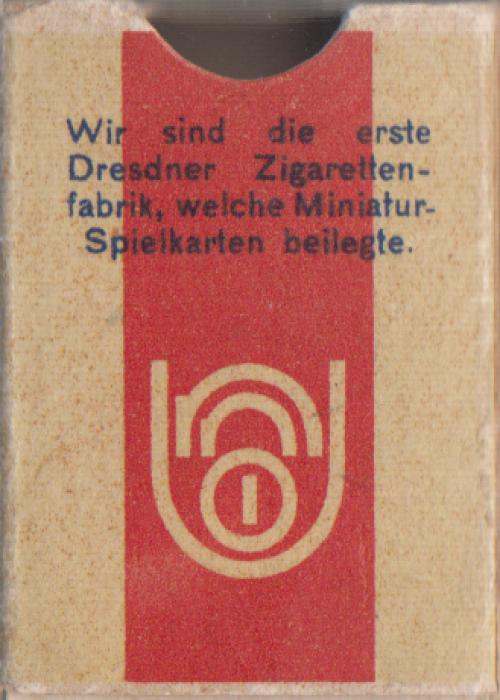 Wir sind die erste
Dresdner Zigaretten-
fabrik, welche Miniatur-
Spielkarten beilegte.